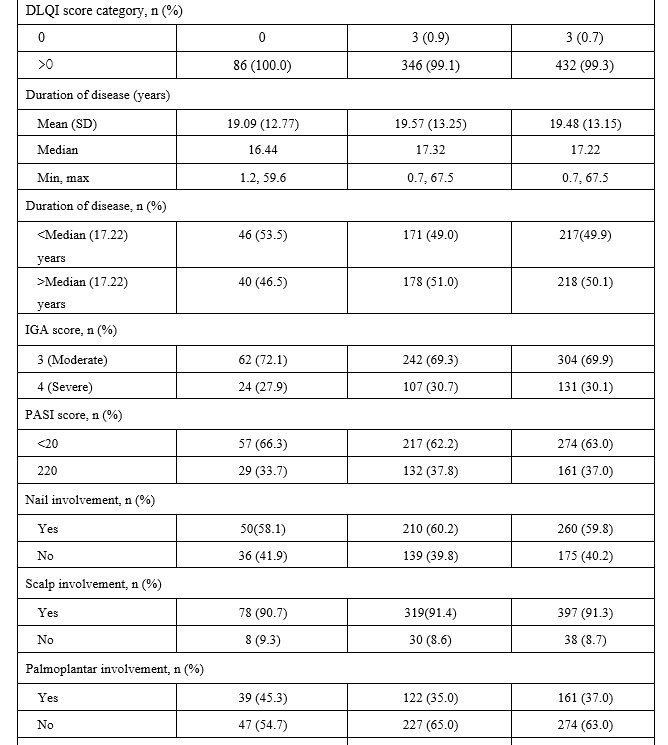 DLQI score category, n (%)
0 0 3 (0.9) 3 (0.7)
>0 86 (100.0) 346 (99.1) 432 (99.3)
Duration of disease (years)
Mean (SD) 19.09 (12.77) 19.57 (13.25) 19.48 (13.15)
Median 16.44 17.32 17.22
Min, max 1.2, 59.6 0.7, 67.5 0.7, 67.5
Duration of disease, n (%)
<Median (17.22) 46 (53.5) 171 (49.0) 217(49.9)
years
>Median (17.22) 40 (46.5) 178 (51.0) 218 (50.1)
years
IGA score, n (%)
3 (Moderate) 62 (72.1) 242 (69.3) 304 (69.9)
4 (Severe) 24 (27.9) 107 (30.7) 131 (30.1)
PASI score, n (%)
<20 57 (66.3) 217 (62.2) 274 (63.0)
220 29 (33.7) 132 (37.8) 161 (37.0)
Nail involvement, n (%)
Yes 50(58.1) 210 (60.2) 260 (59.8)
No 36 (41.9) 139 (39.8) 175 (40.2)
Scalp involvement, n (%)
Yes 78 (90.7) 319(91.4) 397 (91.3)
No 8 (9.3) 30 (8.6) 38 (8.7)
Palmoplantar involvement, n (%)
Yes 39 (45.3) 122 (35.0) 161 (37.0)
No 47 (54.7) 227 (65.0) 274 (63.0)